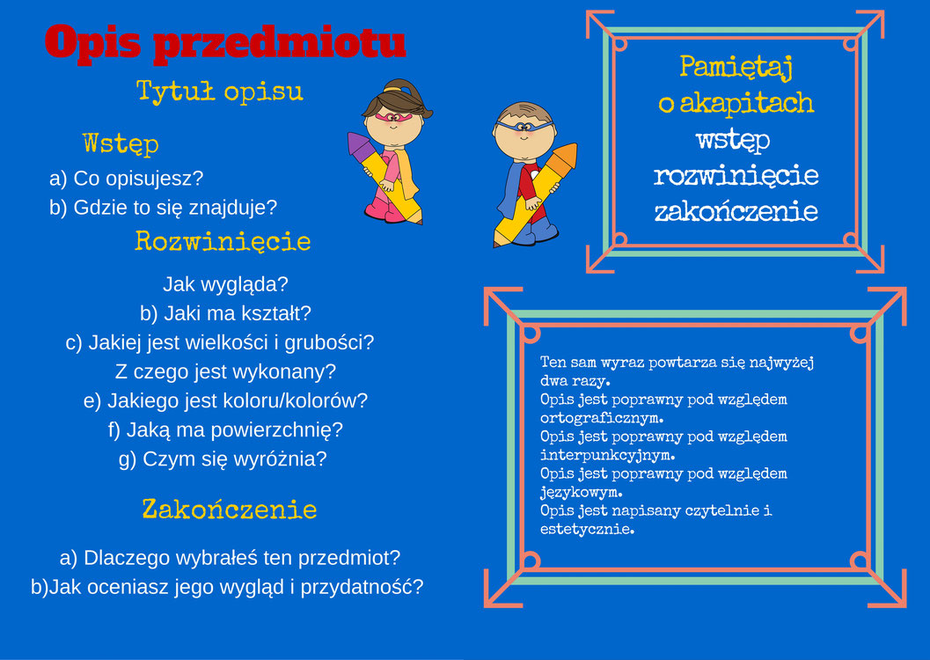 Opis przedmiotu
Tytuł opisu
Wstęp
a) Co opisujesz?
b) Gdzie to się znajduje?
Rozwinięcie
Jak wygląda?
b) Jaki ma kształt?
c) Jakiej jest wielkości i grubości?
Z czego jest wykonany?
e) Jakiego jest koloru/kolorów?
f) Jaką ma powierzchnię?
g) Czym się wyróżnia?
Zakończenie
a) Dlaczego wybrałeś ten przedmiot?
b)Jak oceniasz jego wygląd i przydatność?
Pamiętaj
o akapitach
wstęp
rozwinięcie
zakończenie
Ten sam wyraz powtarza się najwyżej
dwa razy.
Opis jest poprawny pod względem
ortograficznym.
Opis jest poprawny pod względem
interpunkcyjnym.
Opis jest poprawny pod względem
językowym.
Opis jest napisany czytelnie i
estetycznie.